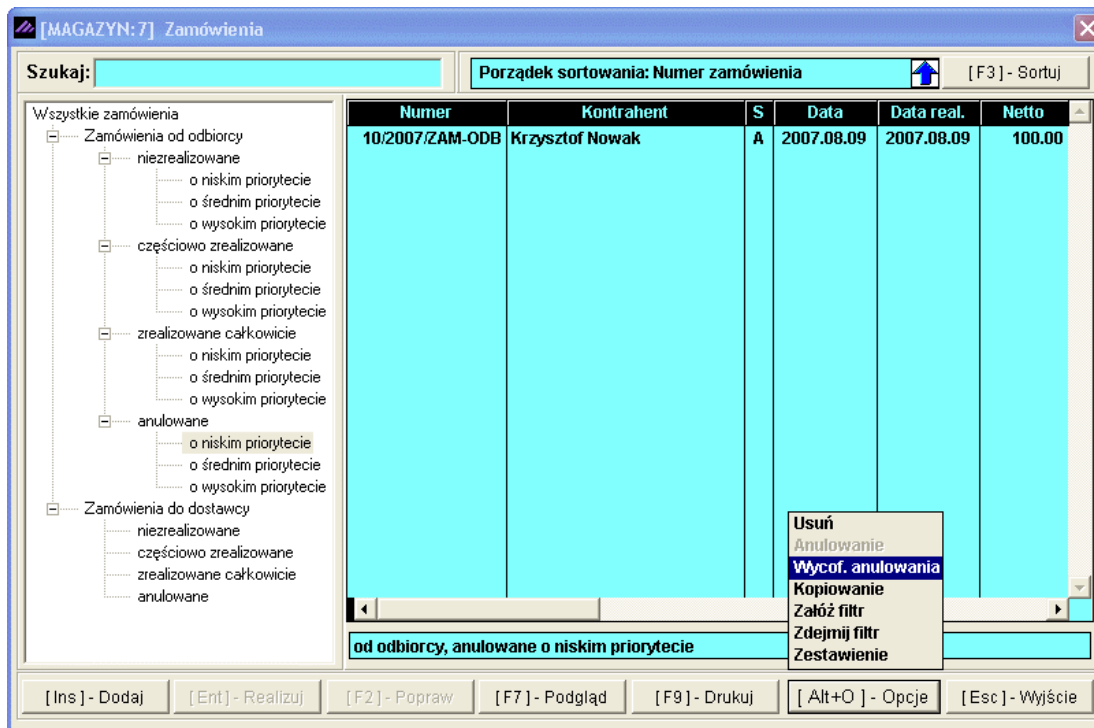 [MAGAZYN:7] Zamówienia
Szukaj:
Porządek sortowania: Numer zamówienia
[F3] - Sortuj
Wszystkie zamówienia
Zamówienia od odbiorcy
niezrealizowane
o niskim priorytecie
o średnim priorytecie
o wysokim priorytecie
częściowo zrealizowane
o niskim priorytecie
o średnim priorytecie
o wysokim priorytecie
zrealizowane całkowicie
o niskim priorytecie
o średnim priorytecie
o wysokim priorytecie
anulowane
o niskim priorytecie
o średnim priorytecie
o wysokim priorytecie
Zamówienia do dostawcy
niezrealizowane
częściowo zrealizowane
zrealizowane całkowicie
anulowane
Numer Kontrahent S Data Data real. Netto
10/2007/ZAM-ODB Krzysztof Nowak A 2007.08.09 2007.08.09 100.00
Usuń
Anulowanie
Wycof. anulowania
Kopiowanie
Załóż filtr
Zdejmij filtr
Zestawienie
od odbiorcy, anulowane o niskim priorytecie
[Ins] - Dodaj [Ent] - Realizuj [F2] - Popraw [F7] - Podgląd [F9] - Drukuj [Alt+O] - Opcje [Esc] - Wyjście